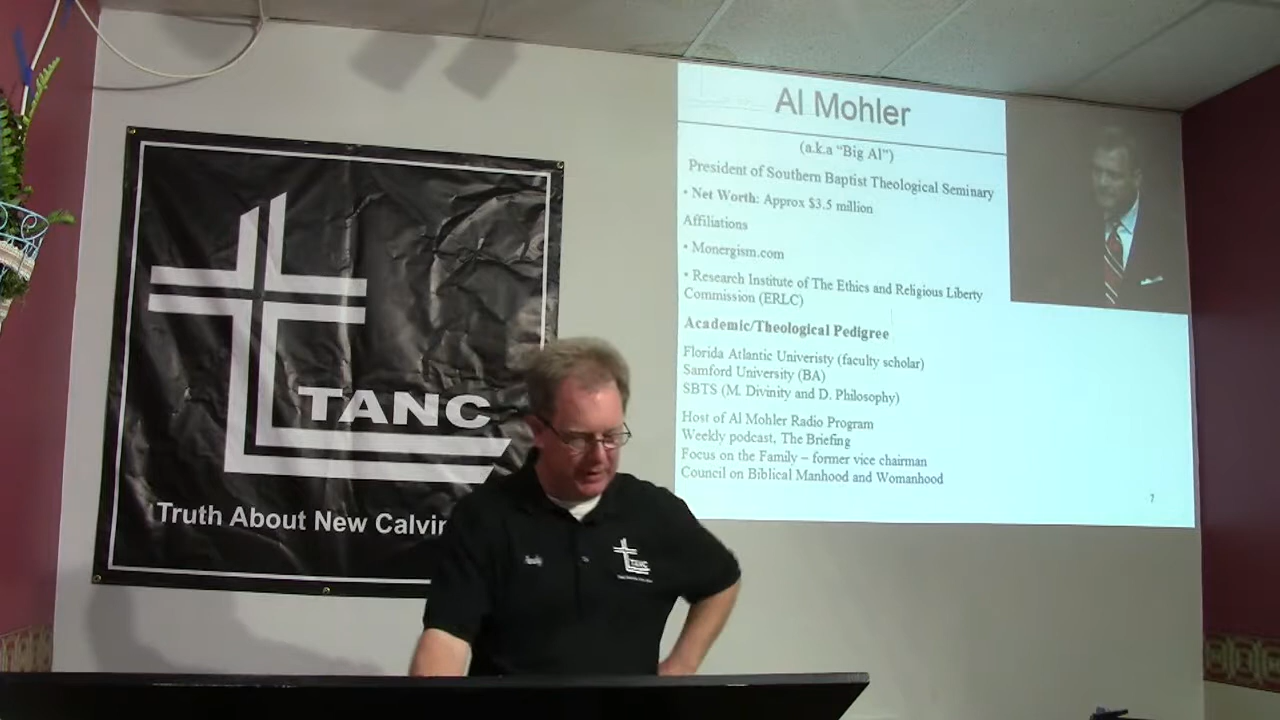 TANC
Truth About New Calvin
TANC
Al Mohler
(a.k.a "Big Al")
President of Southern Baptist Theological Seminary
• Net Worth: Approx $3.5 million
Affiliations
• Monergism.com
• Research Institute of The Ethics and Religious Liberty
Commission (ERLC)
Academic/Theological Pedigree
Florida Atlantic Univeristy (faculty scholar)
Samford University (BA)
SBTS (M. Divinity and D. Philosophy)
Host of Al Mohler Radio Program
Weekly podcast, The Briefing
Focus on the Family – former vice chairman
Council on Biblical Manhood and Womanhood
7